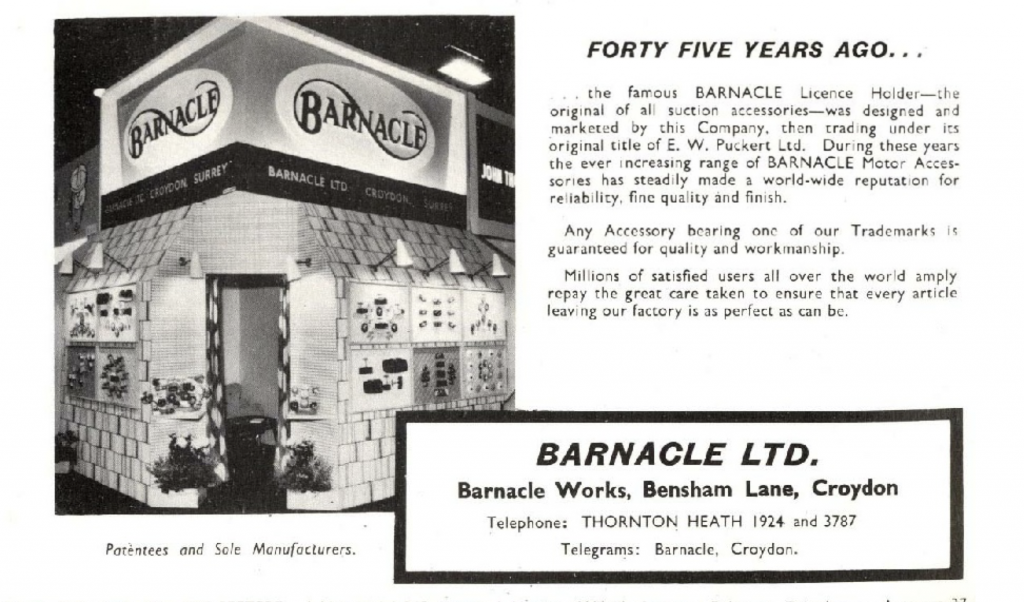 BARNACLE
BARNACLE
CROYDON, SURREY
BARNACLE LTD CROYDON, SURREY
JOHN
FORTY FIVE YEARS AGO. . .
. . . the famous BARNACLE Licence Holder—the
original of all suction accessories—was designed and
marketed by this Company, then trading under its
original title of E. W. Puckert Ltd. During these years
the ever increasing range of BARNACLE Motor Acces-
sories has steadily made a world-wide reputation for
reliability, fine quality and finish.
Any Accessory bearing one of our Trademarks is
guaranteed for quality and workmanship.
Millions of satisfied users all over the world amply
repay the great care taken to ensure that every article
leaving our factory is as perfect as can be.
BARNACLE LTD.
Barnacle Works, Bensham Lane, Croydon
Telephone: THORNTON HEATH 1924 and 3787
Telegrams: Barnacle, Croydon.
Patentees and Sole Manufacturers.